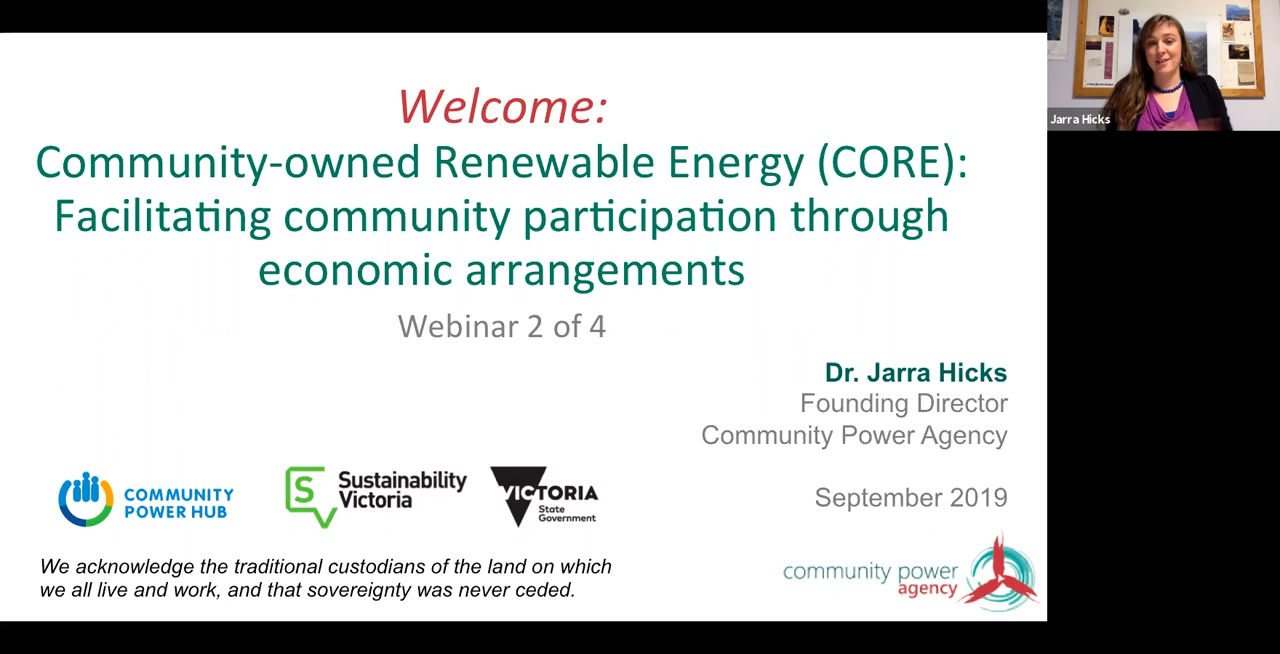 Welcome:
Community-owned Renewable Energy (CORE):
Facilitating community participation through
economic arrangements
Webinar 2 of 4
Dr. Jarra Hicks
Founding Director
Community Power Agency
September 2019
COMMUNITY
POWER HUB
S
Sustainability
Victoria
VICTORIA
State
Government
We acknowledge the traditional custodians of the land on which
we all live and work, and that sovereignty was never ceded.
community power
agency
Jarra Hicks